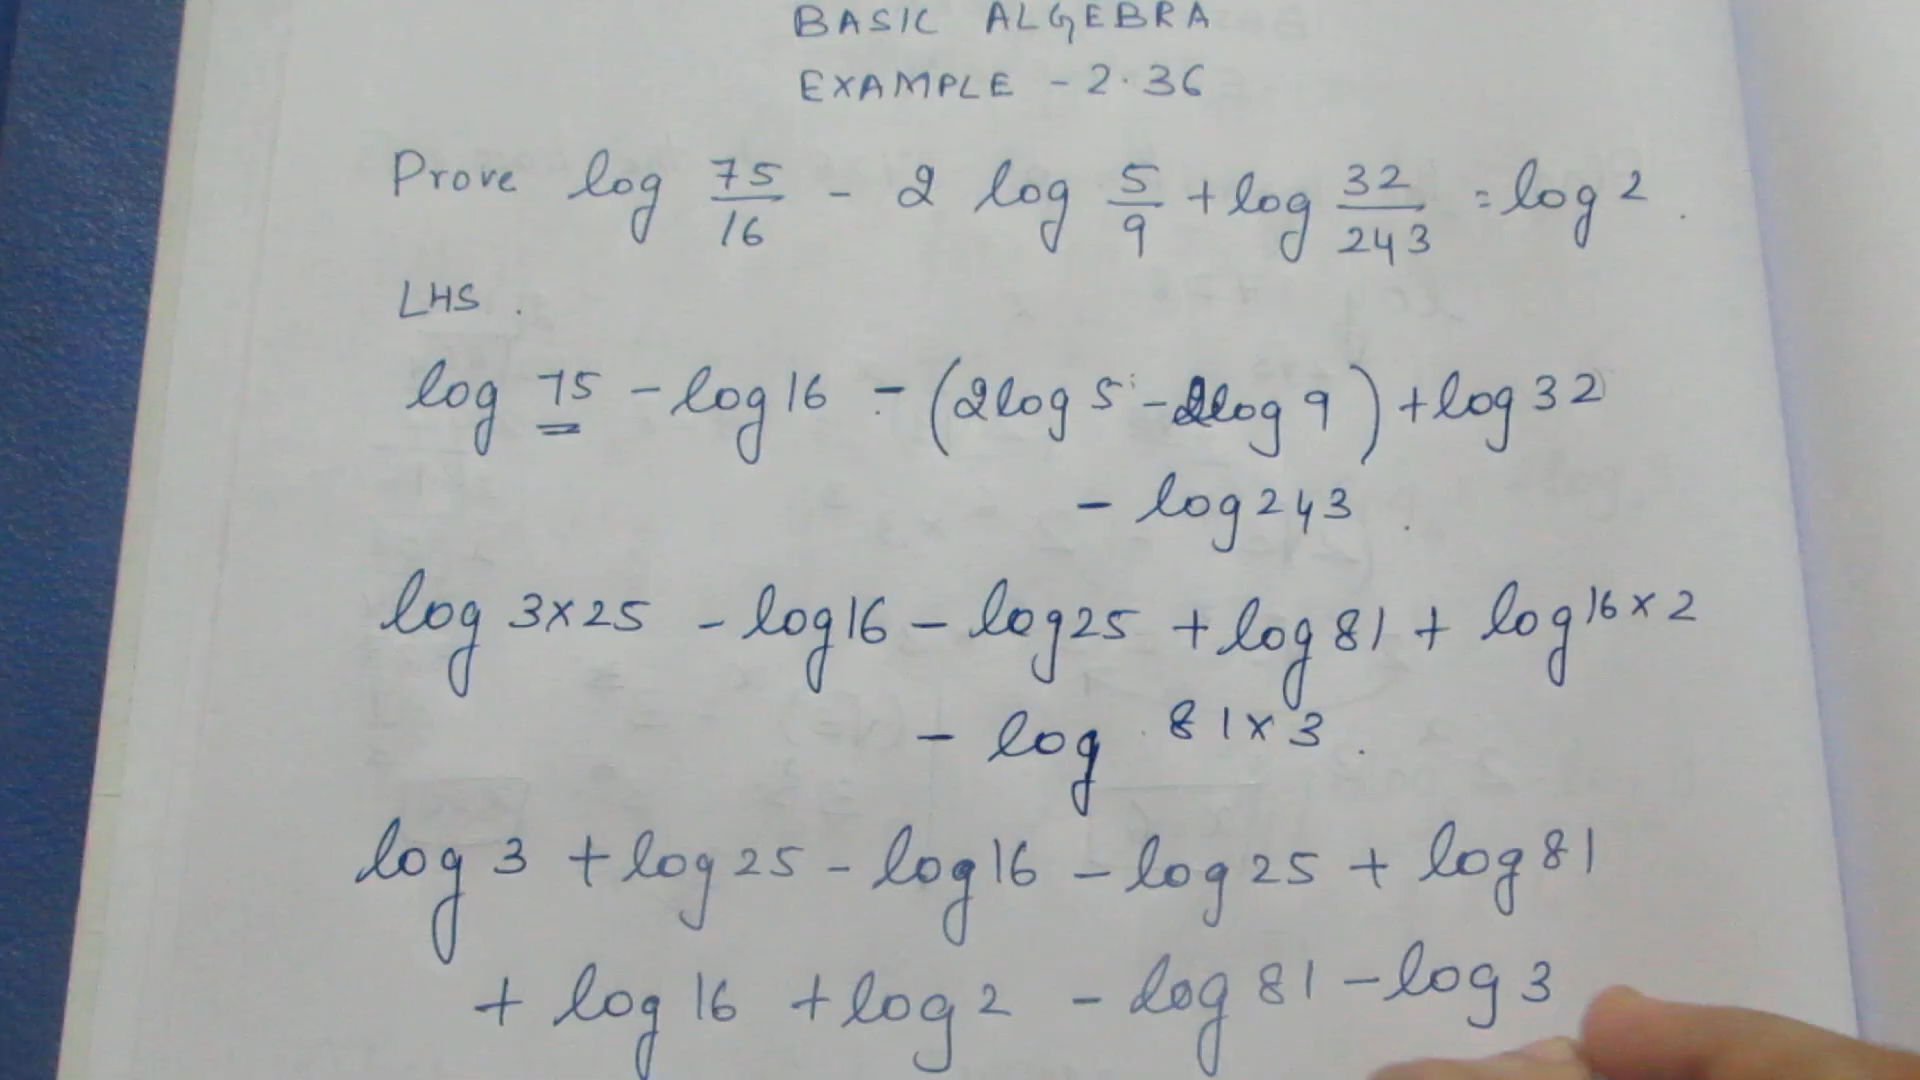 BASIC ALGEBRA
EXAMPLE - 2.36
Prove log 75/16 - 2 log 5/9 + log 32/243 = log 2.
LHS.
log 75 - log 16 - (2log 5 - 2log 9) + log 32
- log 243.
log 3×25 - log 16 - log 25 + log 81 + log 16×2
- log 81×3.
log 3 + log 25 - log 16 - log 25 + log 81
+ log 16 + log 2 - log 81 - log 3